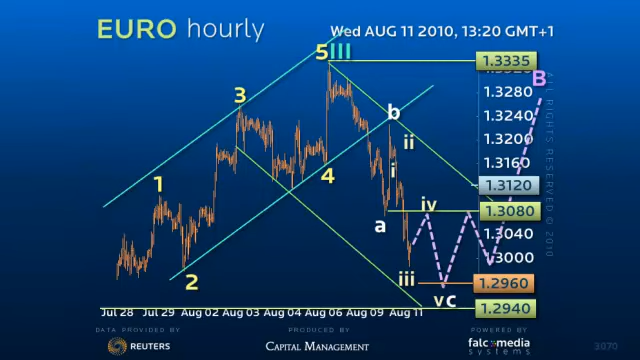 EURO hourly
Wed AUG 11 2010, 13:20 GMT+1
5III
1.3335
B
1.3280
3
b
1.3240
ii
1.3200
i
1.3160
4
1
1.3120
iv
1.3080
a
1.3040
2
iii
1.3000
1.2960
vc
1.2940
Jul 28 Jul 29 Aug 02 Aug 03 Aug 04 Aug 06 Aug 09 Aug 11
ALL RIGHTS RESERVED © 2010
DATA PROVIDED BY
PRODUCED BY
POWERED BY
REUTERS
CAPITAL MANAGEMENT
falc media
systems
3070